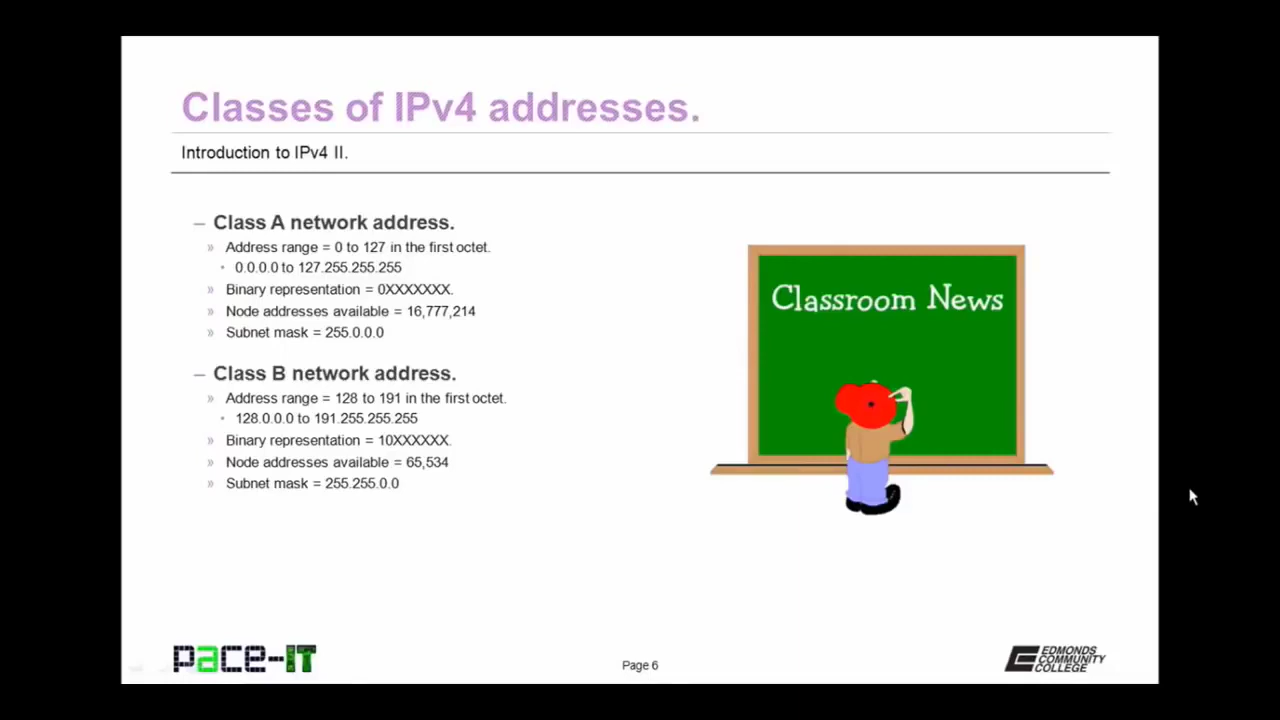 Classes of IPv4 addresses.
Introduction to IPv4 II.
– Class A network address.
» Address range = 0 to 127 in the first octet.
• 0.0.0.0 to 127.255.255.255
» Binary representation = 0XXXXXXX.
» Node addresses available = 16,777,214
» Subnet mask = 255.0.0.0
– Class B network address.
» Address range = 128 to 191 in the first octet.
• 128.0.0.0 to 191.255.255.255
» Binary representation = 10XXXXXX.
» Node addresses available = 65,534
» Subnet mask = 255.255.0.0
Classroom News
pace-IT
Page 6
EDMONDS
COMMUNITY
COLLEGE